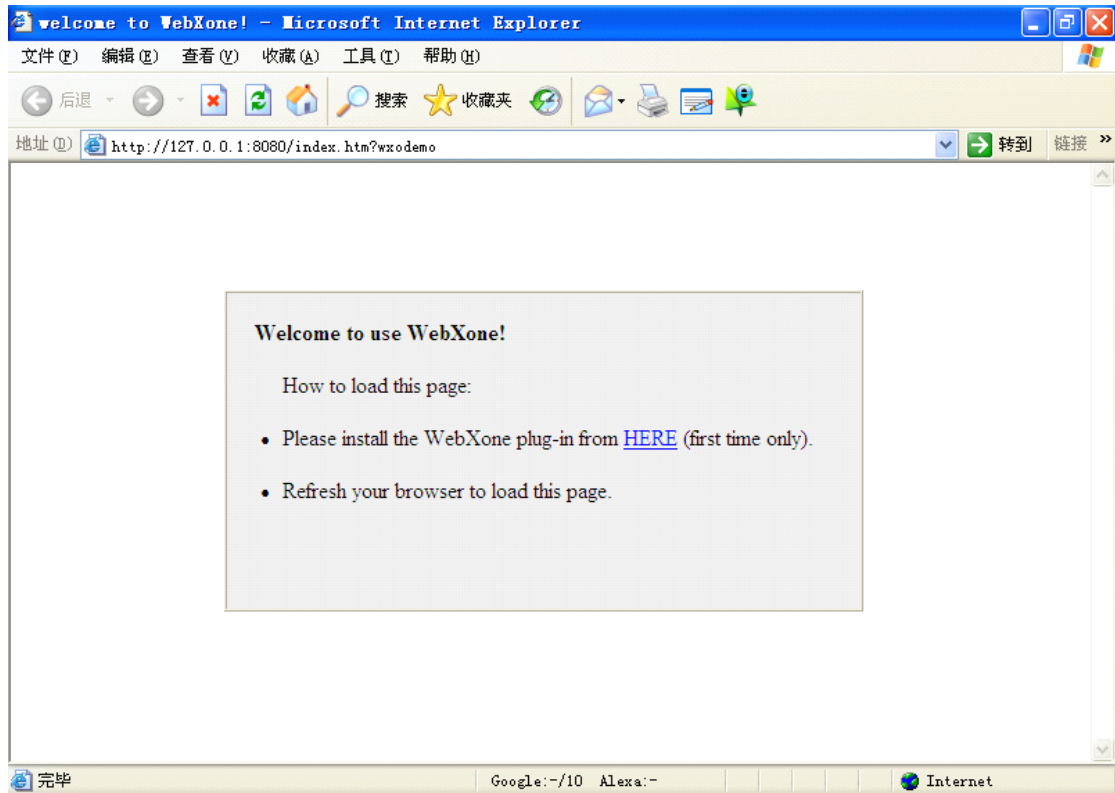 welcome to WebXone! - Microsoft Internet Explorer
文件(F) 编辑(E) 查看(V) 收藏(A) 工具(T) 帮助(H)
后退 搜索 收藏夹
地址(D) http://127.0.0.1:8080/index.htm?wxodemo 转到 链接 »
Welcome to use WebXone!
How to load this page:
• Please install the WebXone plug-in from HERE (first time only).
• Refresh your browser to load this page.
完毕 Google:-/10 Alexa:- Internet